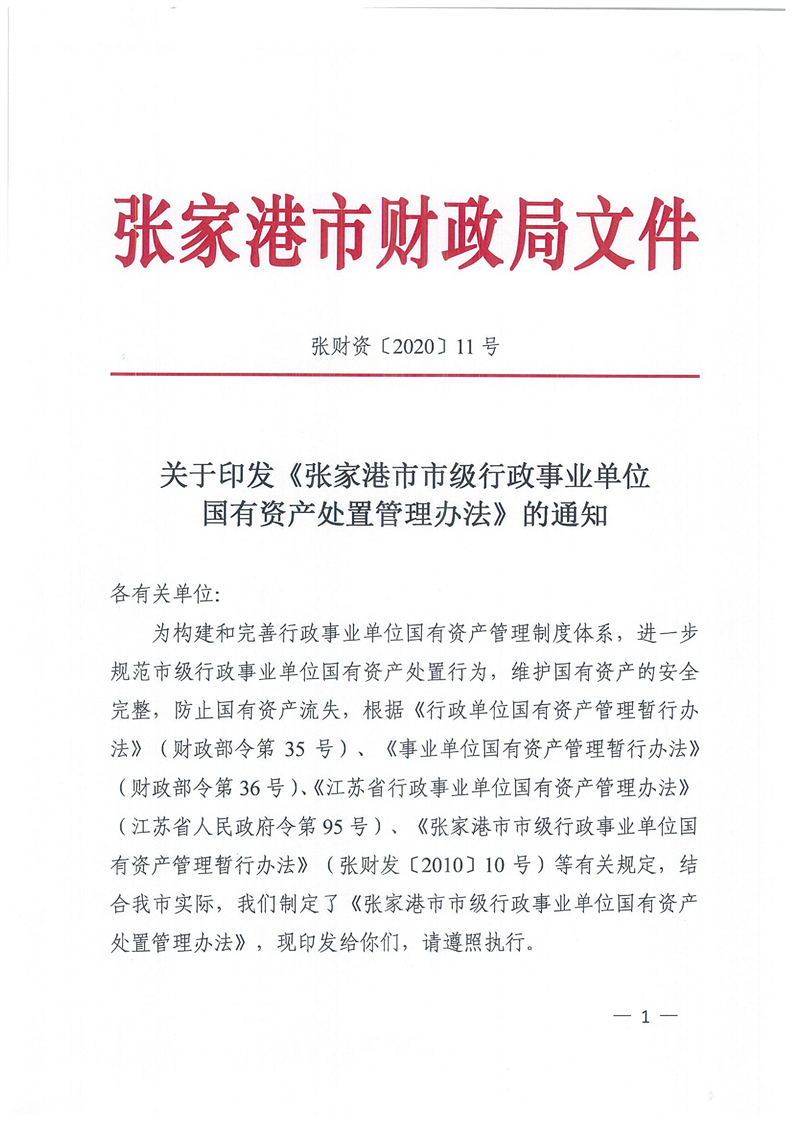 张家港市财政局文件
张财资〔2020〕11 号
关于印发《张家港市市级行政事业单位
国有资产处置管理办法》的通知
各有关单位:
为构建和完善行政事业单位国有资产管理制度体系，进一步
规范市级行政事业单位国有资产处置行为，维护国有资产的安全
完整，防止国有资产流失，根据《行政单位国有资产管理暂行办
法》（财政部令第 35 号）、《事业单位国有资产管理暂行办法》
（财政部令第 36 号）、《江苏省行政事业单位国有资产管理办法》
（江苏省人民政府令第 95 号）、《张家港市市级行政事业单位国
有资产管理暂行办法》（张财发〔2010〕10 号）等有关规定，结
合我市实际，我们制定了《张家港市市级行政事业单位国有资产
处置管理办法》，现印发给你们，请遵照执行。
— 1 —